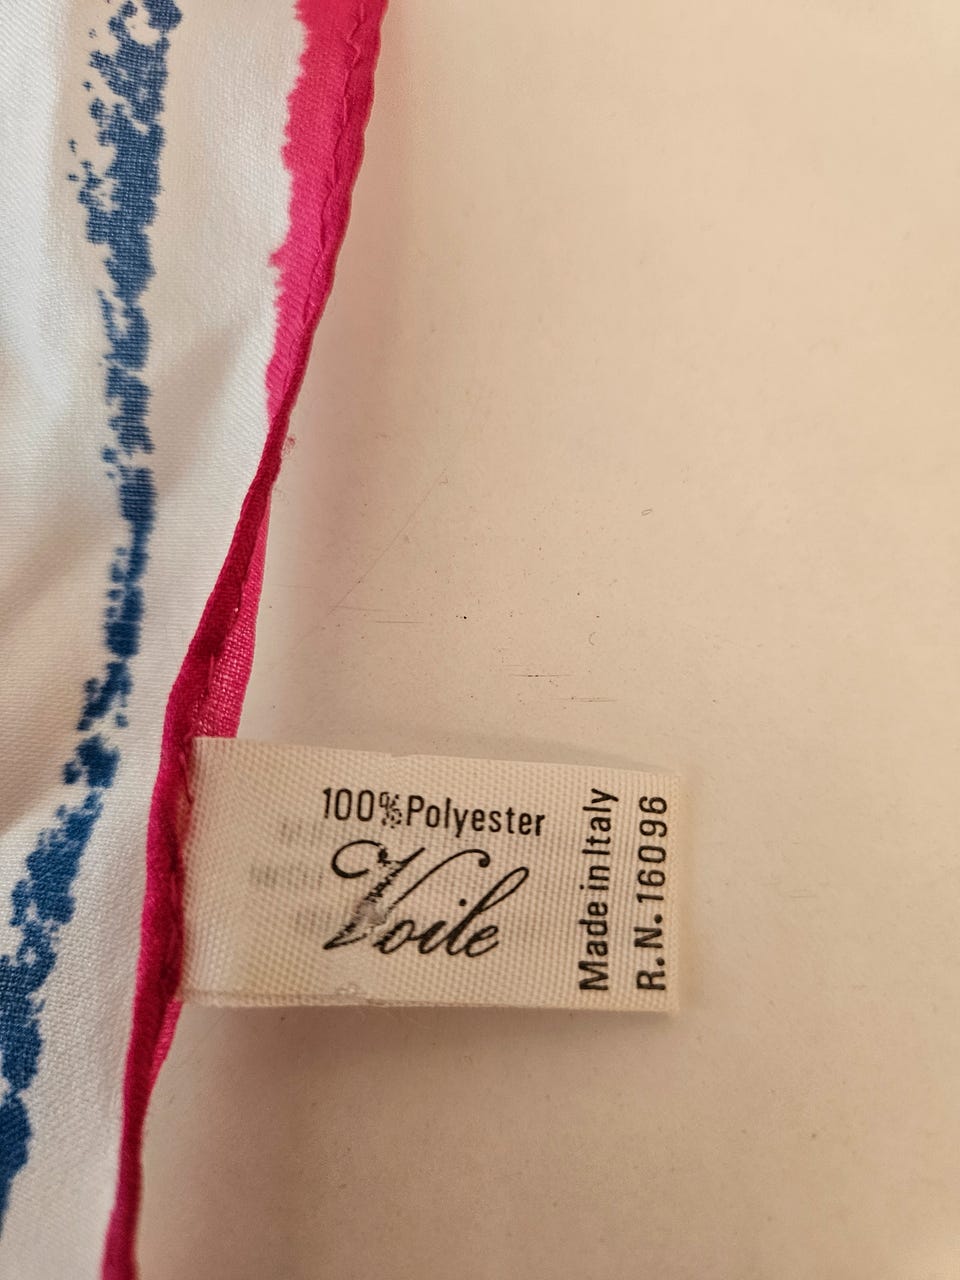 100%Polyester
Voile
Made in Italy
R.N. 16096